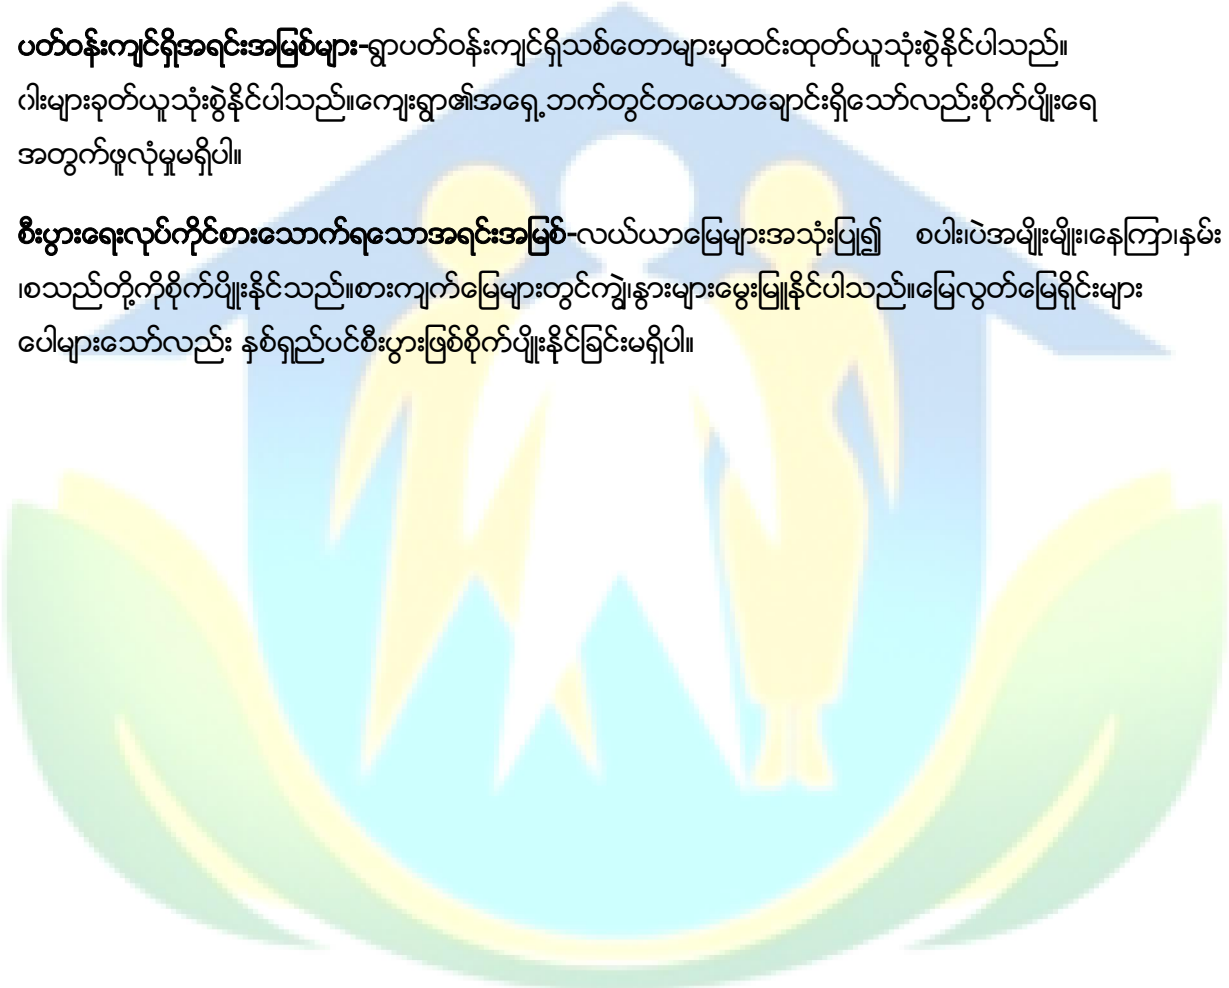 ပတ်ဝန်းကျင်ရှိအရင်းအမြစ်များ-ရွာပတ်ဝန်းကျင်ရှိသစ်တောများမှထင်းထုတ်ယူသုံးစွဲနိုင်ပါသည်။
ဝါးများခုတ်ယူသုံးစွဲနိုင်ပါသည်။ကျေးရွာ၏အရှေ့ဘက်တွင်တယောချောင်းရှိသော်လည်းစိုက်ပျိုးရေ
အတွက်ဖူလုံမှုမရှိပါ။
စီးပွားရေးလုပ်ကိုင်စားသောက်ရသောအရင်းအမြစ်-လယ်ယာမြေများအသုံးပြု၍ စပါး၊ပဲအမျိုးမျိုး၊နေကြာ၊နှမ်း
၊စသည်တို့ကိုစိုက်ပျိုးနိုင်သည်။စားကျက်မြေများတွင်ကျွဲ၊နွားများမွေးမြူနိုင်ပါသည်။မြေလွတ်မြေရိုင်းများ
ပေါများသော်လည်း နှစ်ရှည်ပင်စီးပွားဖြစ်စိုက်ပျိုးနိုင်ခြင်းမရှိပါ။